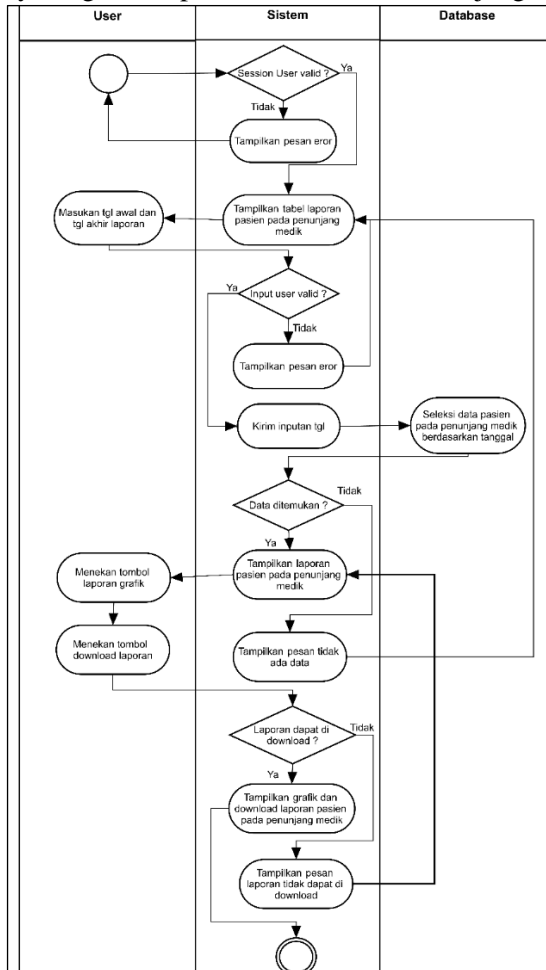 User
Sistem
Database
Session User valid ?
Ya
Tidak
Tampilkan pesan eror
Masukan tgl awal dan
tgl akhir laporan
Tampilkan tabel laporan
pasien pada penunjang
medik
Ya
Input user valid ?
Tidak
Tampilkan pesan eror
Kirim inputan tgl
Seleksi data pasien
pada penunjang medik
berdasarkan tanggal
Data ditemukan ?
Tidak
Ya
Menekan tombol
laporan grafik
Tampilkan laporan
pasien pada penunjang
medik
Menekan tombol
download laporan
Tampilkan pesan tidak
ada data
Laporan dapat di
download ?
Tidak
Ya
Tampilkan grafik dan
download laporan pasien
pada penunjang medik
Tampilkan pesan
laporan tidak dapat di
download